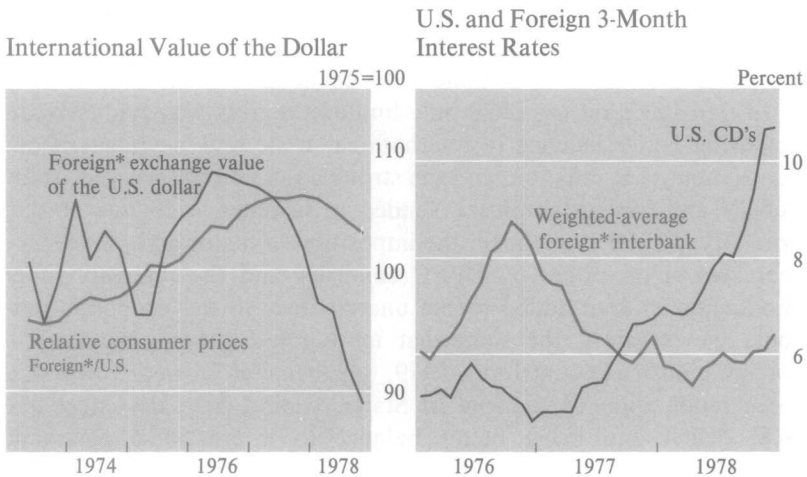 International Value of the Dollar
1975=100
110
Foreign* exchange value
of the U.S. dollar
100
Relative consumer prices
Foreign*/U.S.
90
1974
1976
1978
U.S. and Foreign 3-Month
Interest Rates
Percent
U.S. CD's
10
Weighted-average
foreign* interbank
8
6
1976
1977
1978